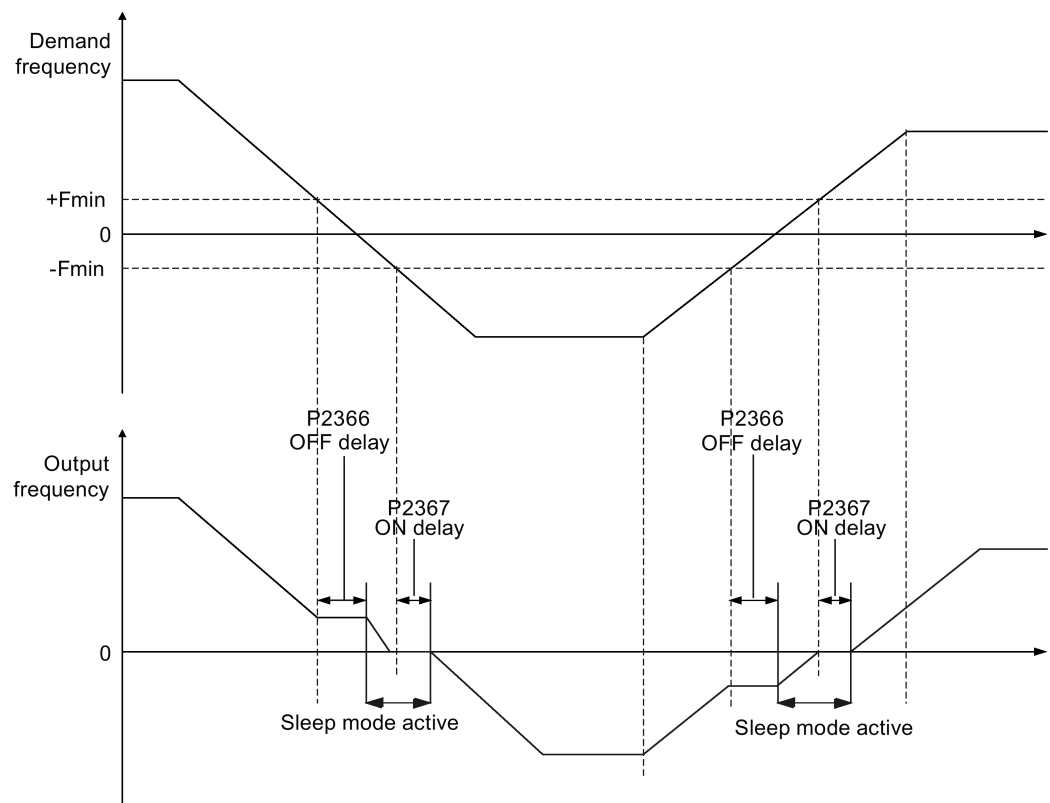 Demand
frequency
+Fmin
0
-Fmin
P2366
OFF delay
P2366
OFF delay
Output
frequency
P2367
ON delay
P2367
ON delay
0
Sleep mode active
Sleep mode active